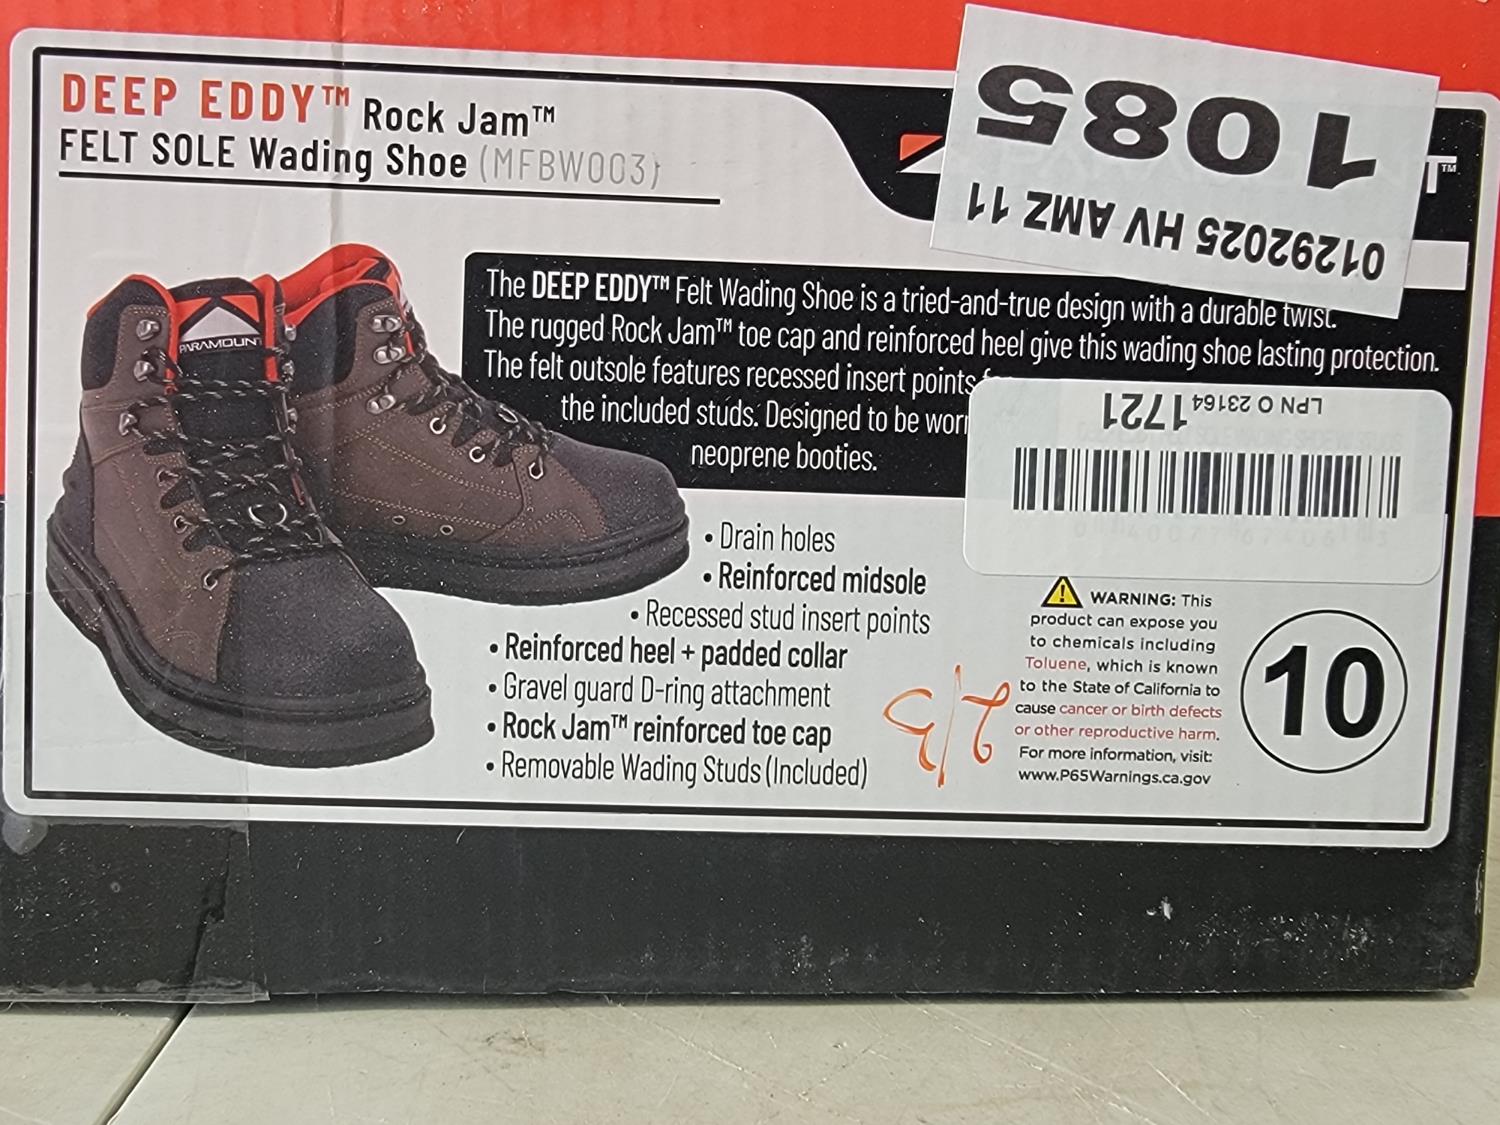 DEEP EDDY™ Rock Jam™
FELT SOLE Wading Shoe (MFBW003)
1085
01292025 HV AMZ 11
T™
PARAMOUNT
The DEEP EDDY™ Felt Wading Shoe is a tried-and-true design with a durable twist.
The rugged Rock Jam™ toe cap and reinforced heel give this wading shoe lasting protection.
The felt outsole features recessed insert points
the included studs. Designed to be worn
neoprene booties.
LPN O 23164 1721
• Drain holes
• Reinforced midsole
• Recessed stud insert points
• Reinforced heel + padded collar
• Gravel guard D-ring attachment
• Rock Jam™ reinforced toe cap
• Removable Wading Studs (Included)
WARNING: This
product can expose you
to chemicals including
Toluene, which is known
to the State of California to
cause cancer or birth defects
or other reproductive harm.
For more information, visit:
www.P65Warnings.ca.gov
10